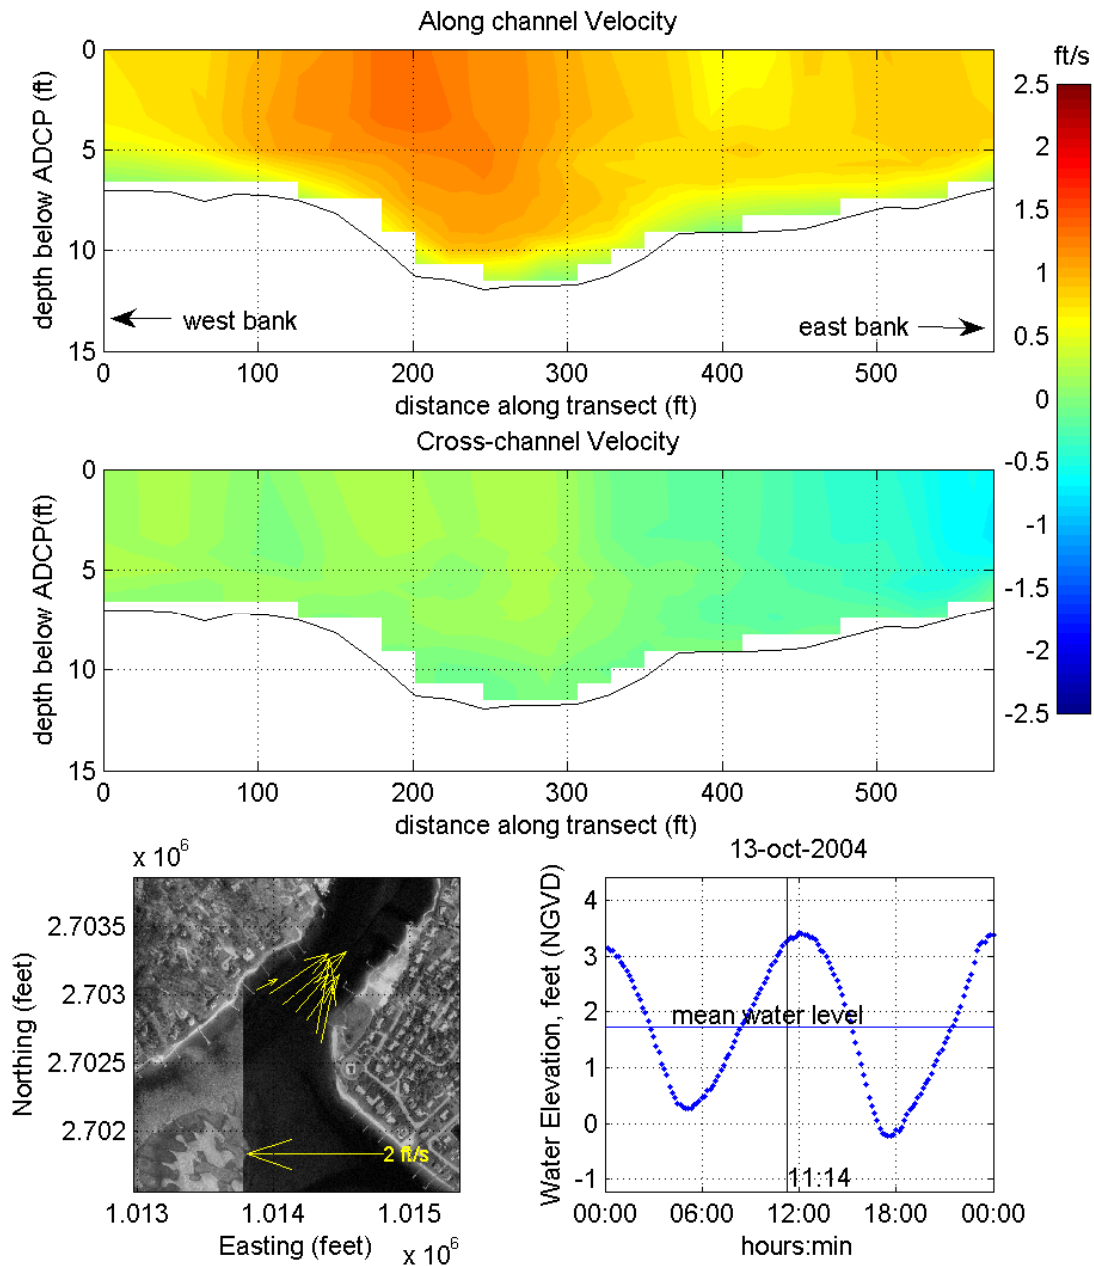 Along channel Velocity
ft/s
depth below ADCP (ft)
0
5
10
15
west bank
east bank
0 100 200 300 400 500
distance along transect (ft)
2.5
2
1.5
1
0.5
0
-0.5
-1
-1.5
-2
-2.5
Cross-channel Velocity
depth below ADCP(ft)
0
5
10
15
0 100 200 300 400 500
distance along transect (ft)
x 10^6
Northing (feet)
2.7035
2.703
2.7025
2.702
2 ft/s
1.013 1.014 1.015
Easting (feet) x 10^6
13-oct-2004
Water Elevation, feet (NGVD)
4
3
2
1
0
-1
mean water level
11:14
00:00 06:00 12:00 18:00 00:00
hours:min